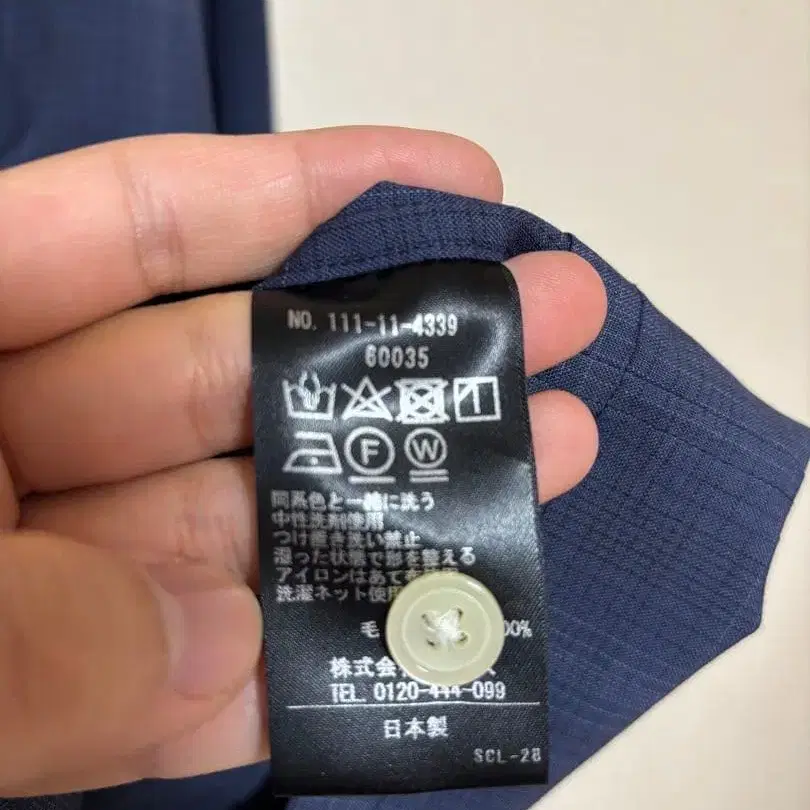 NO. 111-11-4339
60035
F W
同系色と一緒に洗う
中性洗剤使用
つけ置き洗い禁止
湿った状態で形を整える
アイロンはあて布使用
洗濯ネット使用
毛 00%
株式会
TEL. 0120-444-099
日本製
SCL-28